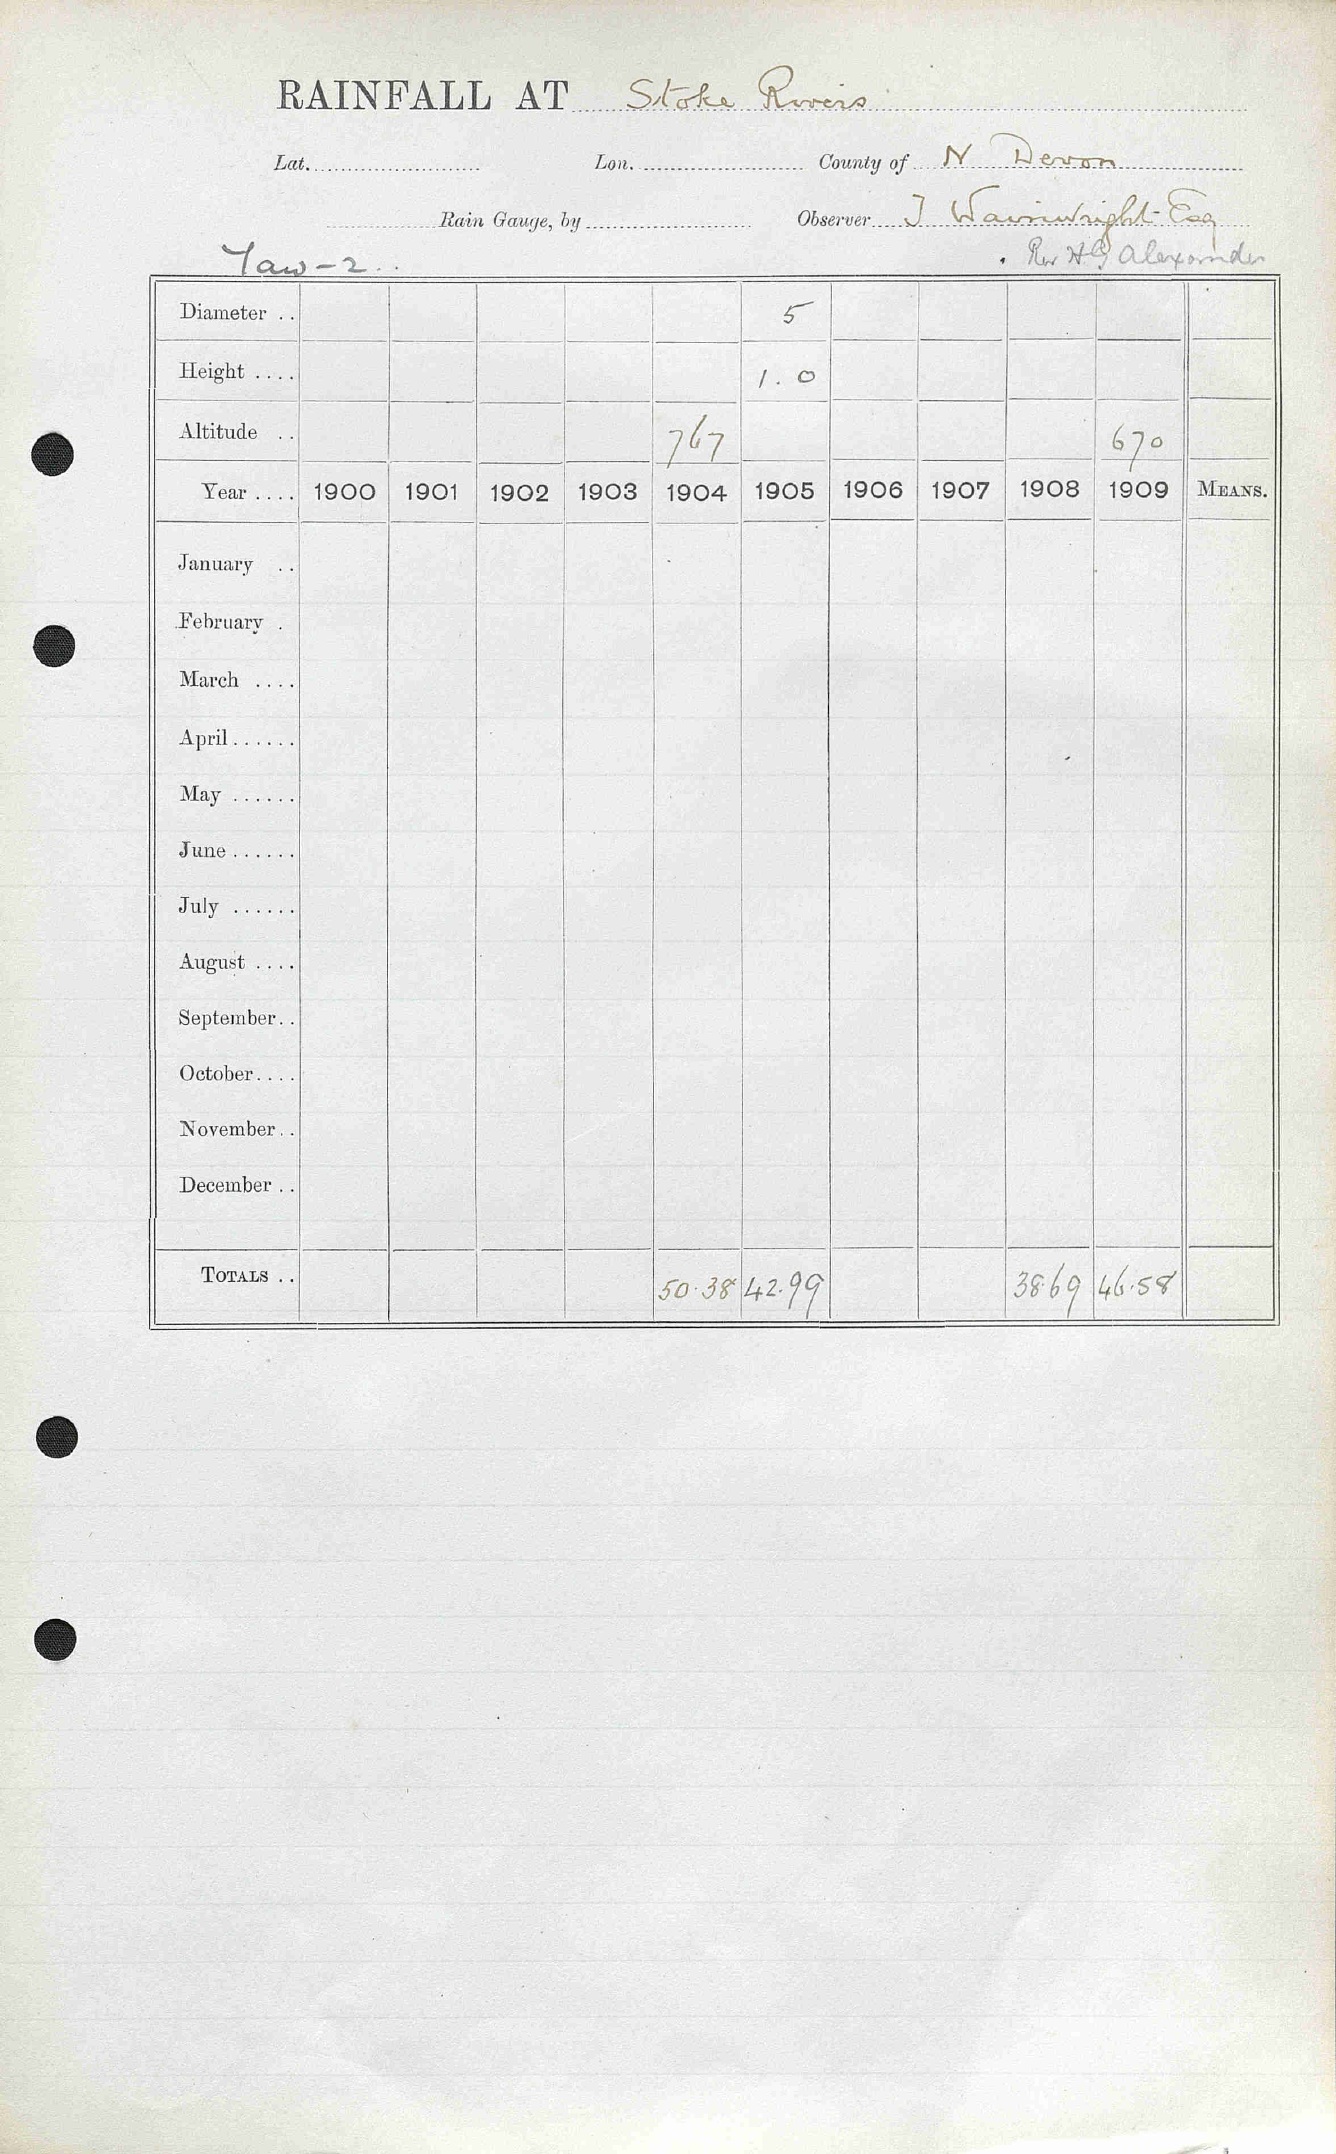 RAINFALL AT Stoke Rivers
Lat. Lon. County of N Devon
Rain Gauge, by Observer J Wainwright Esq
Taw-2. Rev HG Alexander
Diameter .. 5
Height .... 1.0
Altitude .. 767 670
Year .... 1900 1901 1902 1903 1904 1905 1906 1907 1908 1909 MEANS.
January ..
February .
March ....
April......
May ......
June......
July ......
August ....
September..
October....
November..
December ..
TOTALS .. 50.38 42.99 38.69 46.58